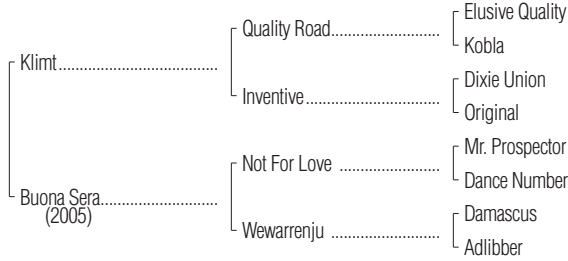 Elusive Quality
Quality Road
Kobla
Klimt
Dixie Union
Inventive
Original
Mr. Prospector
Not For Love
Dance Number
Buona Sera
(2005)
Damascus
Wewarrenju
Adlibber